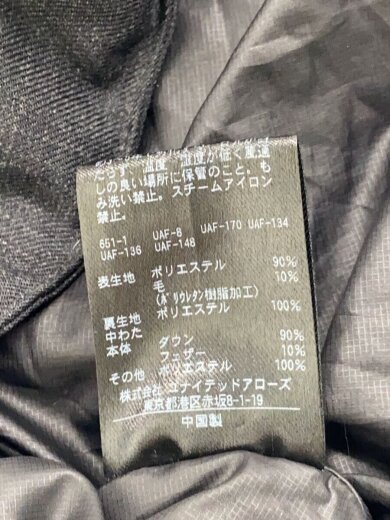 たらず、温度、湿度が低く風通
しの良い場所に保管のこと。も
み洗い禁止。スチームアイロン
禁止。
651-1 UAF-8 UAF-170 UAF-134
UAF-136 UAF-148
表生地 ポリエステル 90%
毛 10%
(ポリウレタン樹脂加工)
裏生地 ポリエステル 100%
中わた
本体 ダウン 90%
フェザー 10%
その他 ポリエステル 100%
株式会社 ユナイテッドアローズ
東京都港区赤坂8-1-19
中国製